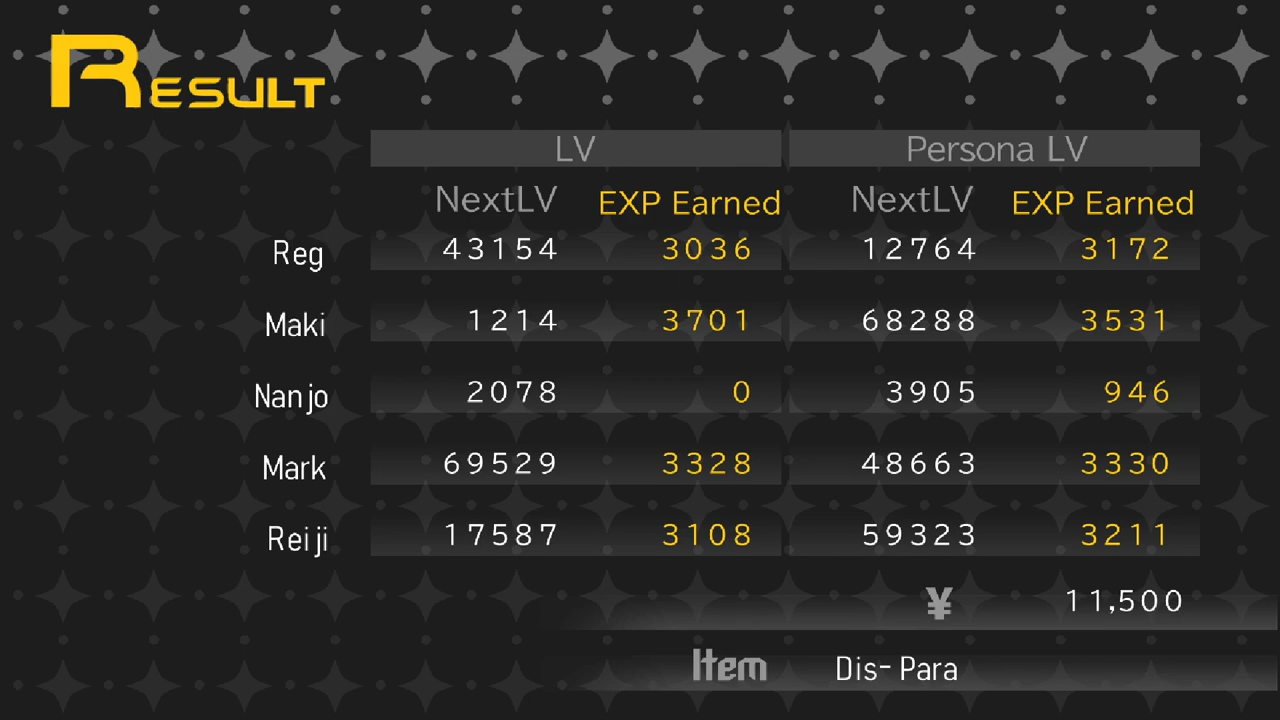 RESULT
LV Persona LV
NextLV EXP Earned NextLV EXP Earned
Reg 43154 3036 12764 3172
Maki 1214 3701 68288 3531
Nanjo 2078 0 3905 946
Mark 69529 3328 48663 3330
Reiji 17587 3108 59323 3211
¥ 11,500
Item Dis-Para